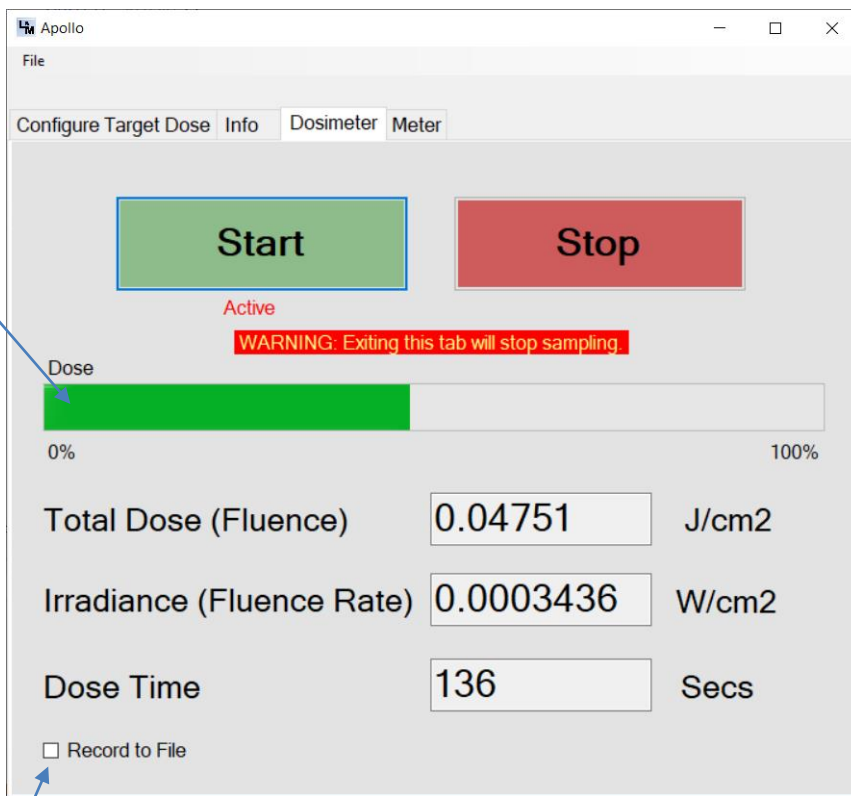 Apollo
File
Configure Target Dose Info Dosimeter Meter
Start Stop
Active
WARNING: Exiting this tab will stop sampling.
Dose
0% 100%
Total Dose (Fluence) 0.04751 J/cm2
Irradiance (Fluence Rate) 0.0003436 W/cm2
Dose Time 136 Secs
Record to File